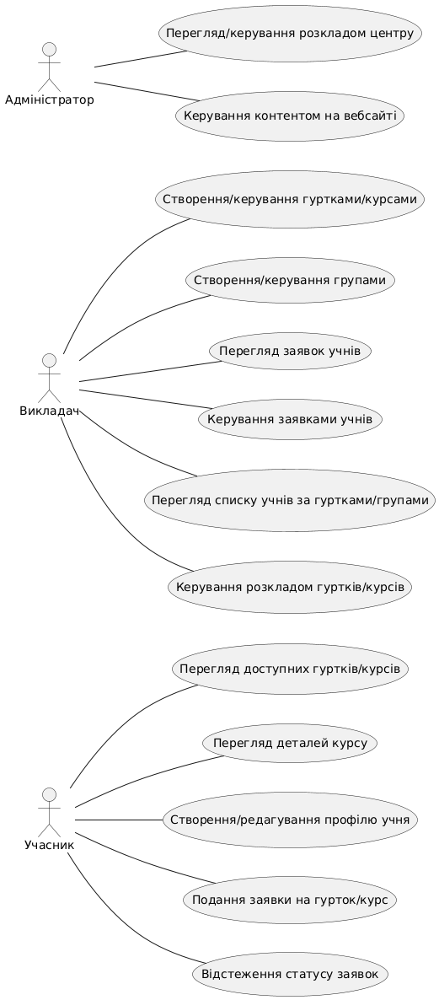 Перегляд/керування розкладом центру
Адміністратор
Керування контентом на вебсайті
Створення/керування гуртками/курсами
Створення/керування групами
Перегляд заявок учнів
Викладач
Керування заявками учнів
Перегляд списку учнів за гуртками/групами
Керування розкладом гуртків/курсів
Перегляд доступних гуртків/курсів
Перегляд деталей курсу
Створення/редагування профілю учня
Учасник
Подання заявки на гурток/курс
Відстеження статусу заявок